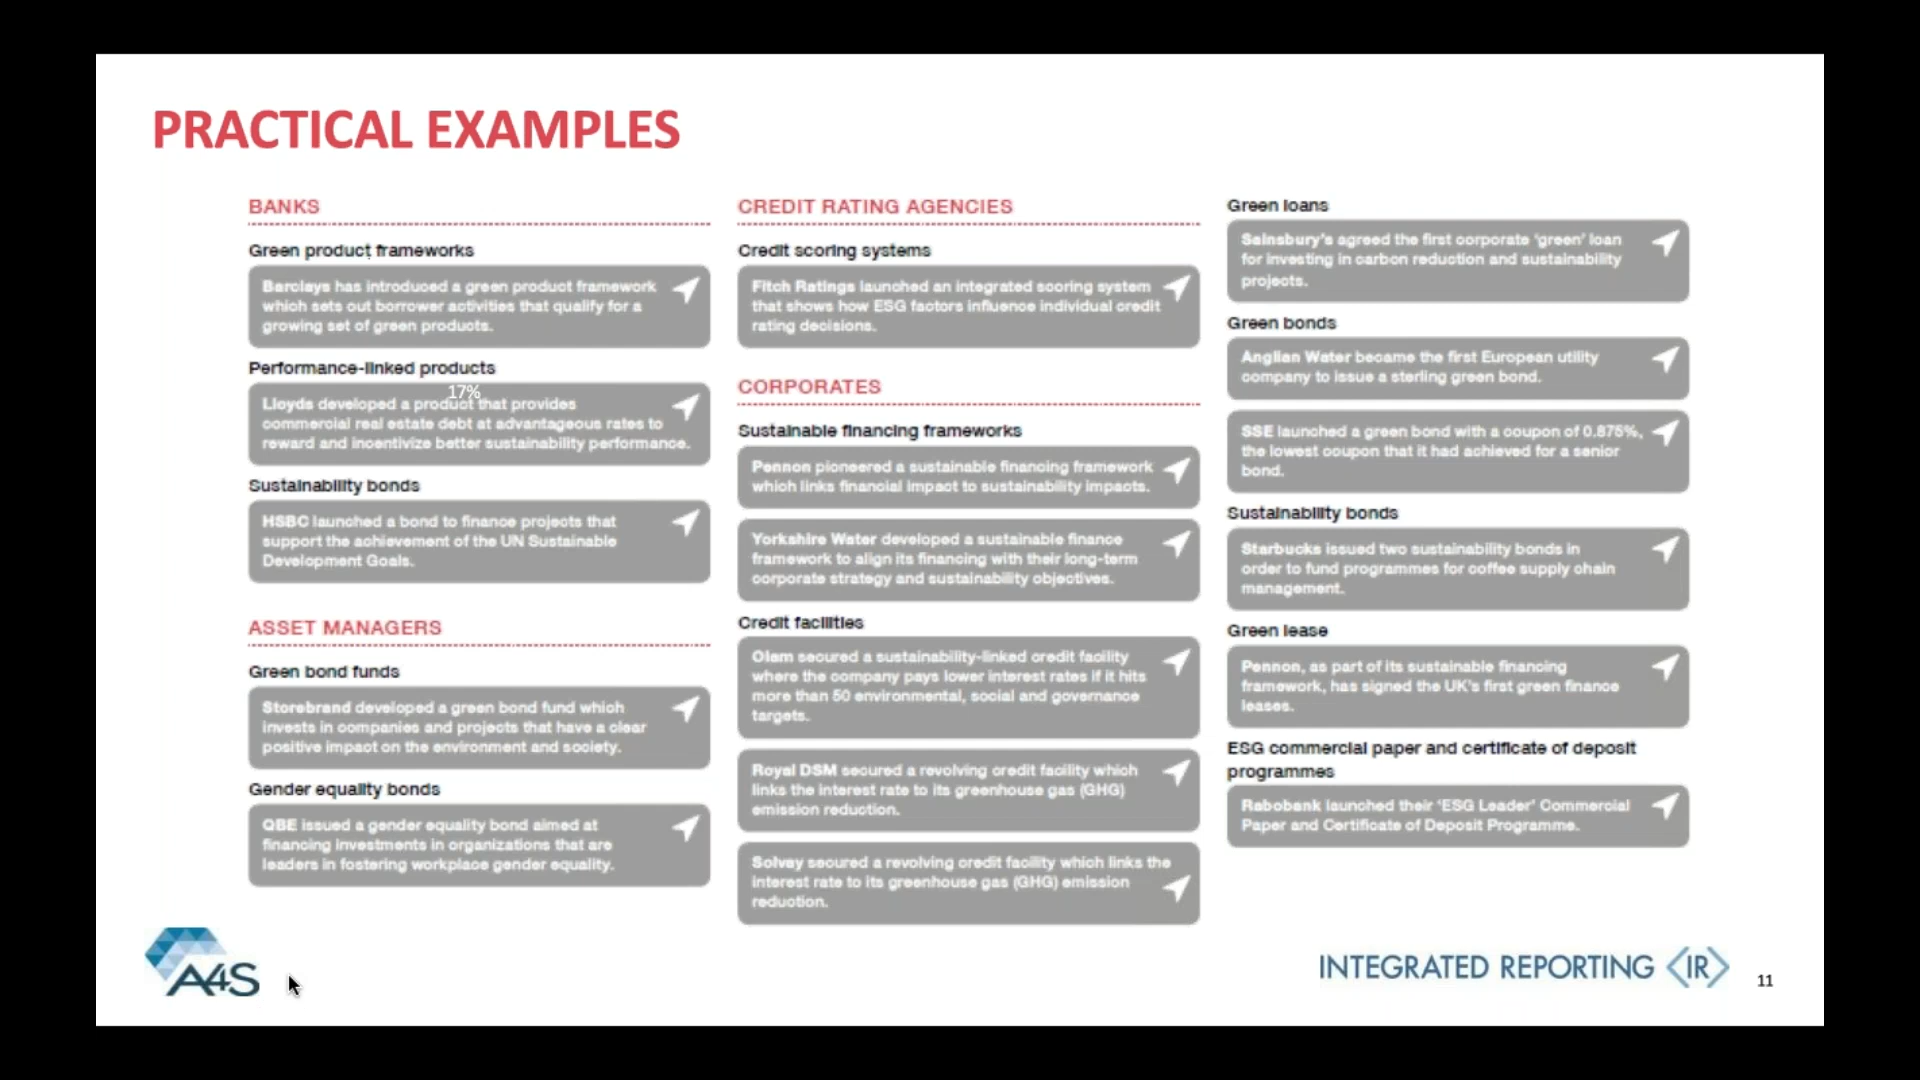 PRACTICAL EXAMPLES
BANKS
Green product frameworks
Barclays has introduced a green product framework
which sets out borrower activities that qualify for a
growing set of green products.
Performance-linked products
17%
Lloyds developed a product that provides
commercial real estate debt at advantageous rates to
reward and incentivize better sustainability performance.
Sustainability bonds
HSBC launched a bond to finance projects that
support the achievement of the UN Sustainable
Development Goals.
ASSET MANAGERS
Green bond funds
Storebrand developed a green bond fund which
invests in companies and projects that have a clear
positive impact on the environment and society.
Gender equality bonds
QBE issued a gender equality bond aimed at
financing investments in organizations that are
leaders in fostering workplace gender equality.
CREDIT RATING AGENCIES
Credit scoring systems
Fitch Ratings launched an integrated scoring system
that shows how ESG factors influence individual credit
rating decisions.
CORPORATES
Sustainable financing frameworks
Pennon pioneered a sustainable financing framework
which links financial impact to sustainability impacts.
Yorkshire Water developed a sustainable finance
framework to align its financing with their long-term
corporate strategy and sustainability objectives.
Credit facilities
Olam secured a sustainability-linked credit facility
where the company pays lower interest rates if it hits
more than 50 environmental, social and governance
targets.
Royal DSM secured a revolving credit facility which
links the interest rate to its greenhouse gas (GHG)
emission reduction.
Solvay secured a revolving credit facility which links the
interest rate to its greenhouse gas (GHG) emission
reduction.
Green loans
Sainsbury's agreed the first corporate 'green' loan
for investing in carbon reduction and sustainability
projects.
Green bonds
Anglian Water became the first European utility
company to issue a sterling green bond.
SSE launched a green bond with a coupon of 0.875%,
the lowest coupon that it had achieved for a senior
bond.
Sustainability bonds
Starbucks issued two sustainability bonds in
order to fund programmes for coffee supply chain
management.
Green lease
Pennon, as part of its sustainable financing
framework, has signed the UK's first green finance
leases.
ESG commercial paper and certificate of deposit
programmes
Rabobank launched their 'ESG Leader' Commercial
Paper and Certificate of Deposit Programme.
A4S
INTEGRATED REPORTING <IR>
11